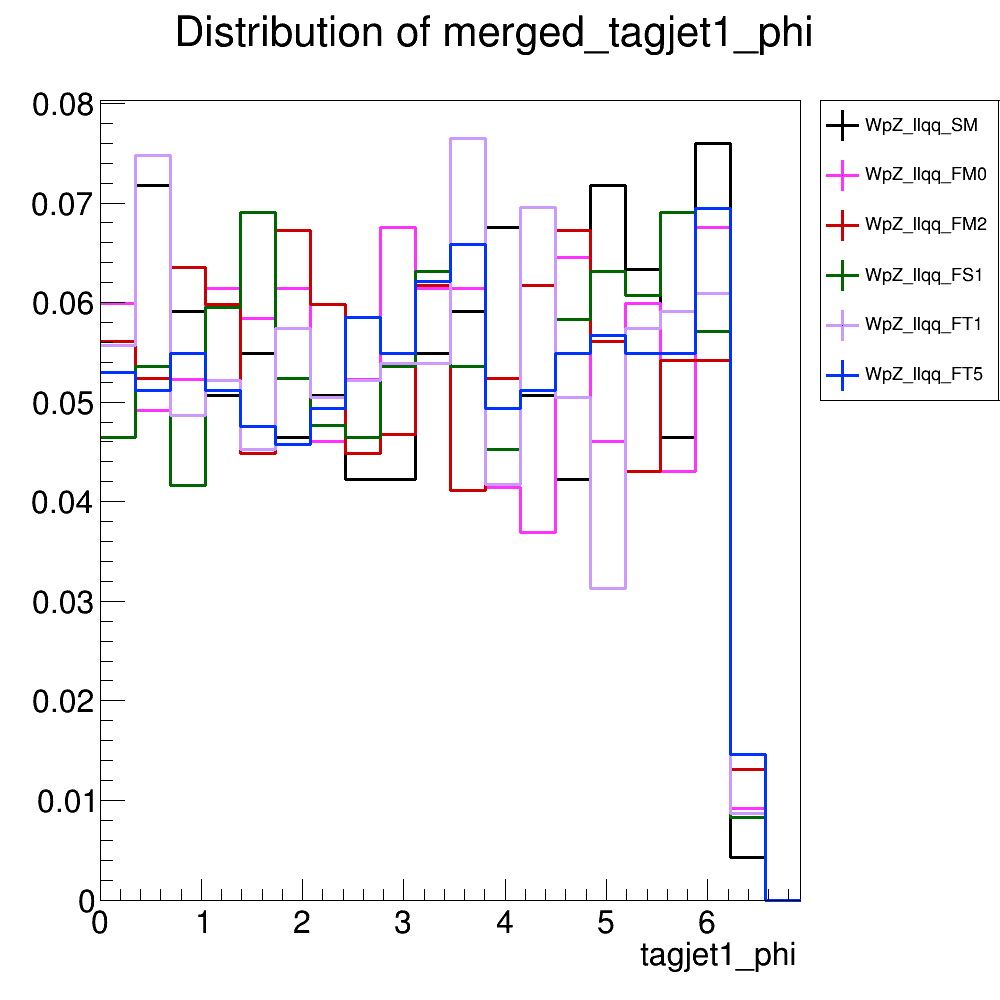 Distribution of merged_tagjet1_phi
0.08
0.07
0.06
0.05
0.04
0.03
0.02
0.01
0
0 1 2 3 4 5 6
tagjet1_phi
WpZ_llqq_SM
WpZ_llqq_FM0
WpZ_llqq_FM2
WpZ_llqq_FS1
WpZ_llqq_FT1
WpZ_llqq_FT5